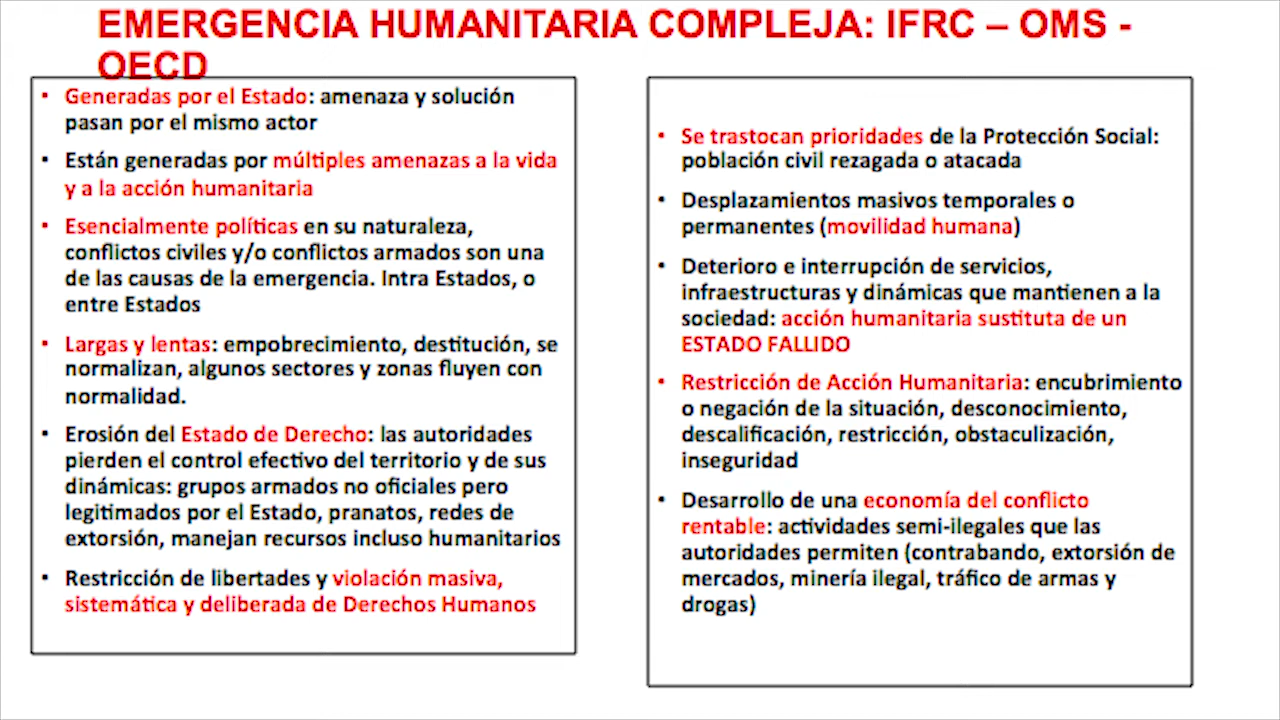 EMERGENCIA HUMANITARIA COMPLEJA: IFRC – OMS -
OECD
• Generadas por el Estado: amenaza y solución
pasan por el mismo actor
• Están generadas por múltiples amenazas a la vida
y a la acción humanitaria
• Esencialmente políticas en su naturaleza,
conflictos civiles y/o conflictos armados son una
de las causas de la emergencia. Intra Estados, o
entre Estados
• Largas y lentas: empobrecimiento, destitución, se
normalizan, algunos sectores y zonas fluyen con
normalidad.
• Erosión del Estado de Derecho: las autoridades
pierden el control efectivo del territorio y de sus
dinámicas: grupos armados no oficiales pero
legitimados por el Estado, pranatos, redes de
extorsión, manejan recursos incluso humanitarios
• Restricción de libertades y violación masiva,
sistemática y deliberada de Derechos Humanos
• Se trastocan prioridades de la Protección Social:
población civil rezagada o atacada
• Desplazamientos masivos temporales o
permanentes (movilidad humana)
• Deterioro e interrupción de servicios,
infraestructuras y dinámicas que mantienen a la
sociedad: acción humanitaria sustituta de un
ESTADO FALLIDO
• Restricción de Acción Humanitaria: encubrimiento
o negación de la situación, desconocimiento,
descalificación, restricción, obstaculización,
inseguridad
• Desarrollo de una economía del conflicto
rentable: actividades semi-ilegales que las
autoridades permiten (contrabando, extorsión de
mercados, minería ilegal, tráfico de armas y
drogas)